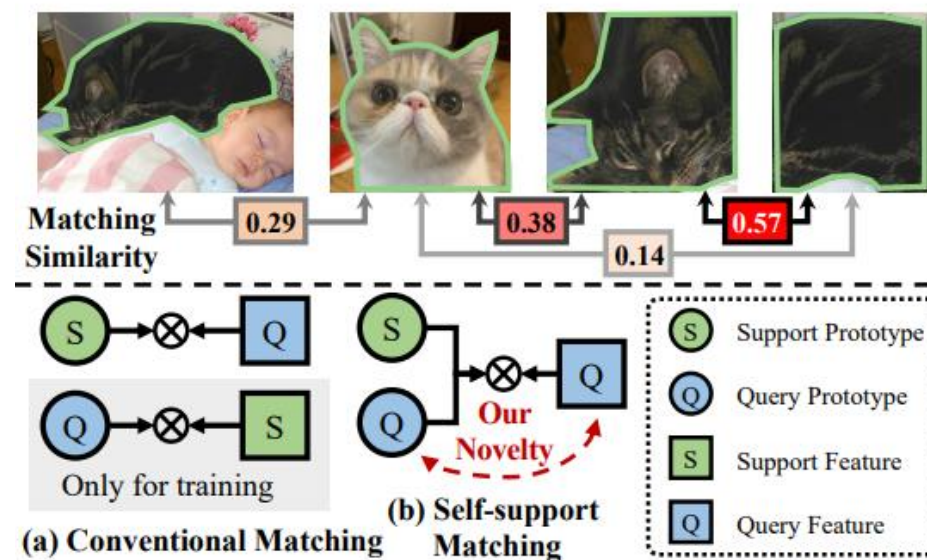 Matching
Similarity
0.29
0.38
0.57
0.14
S
Q
Q
S
Only for training
(a) Conventional Matching
S
Q
Q
Our
Novelty
(b) Self-support
Matching
S Support Prototype
Q Query Prototype
S Support Feature
Q Query Feature